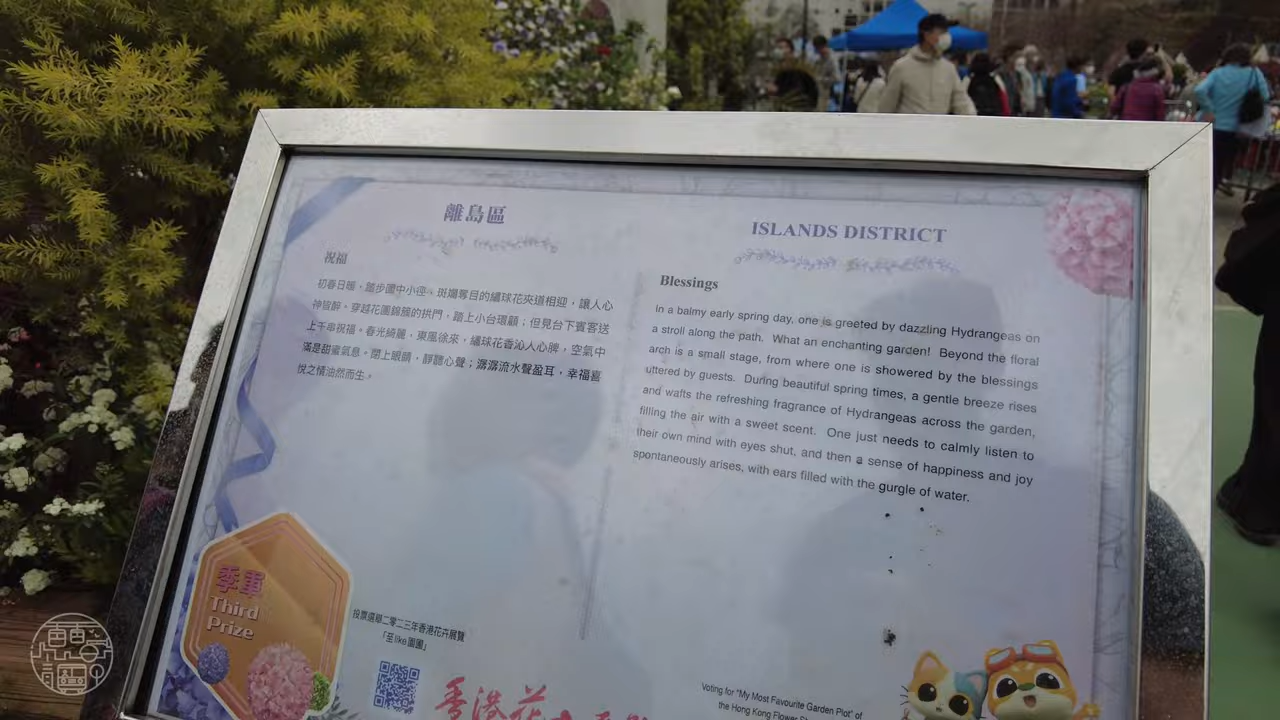 離島區
祝福
初春日暖，踏步園中小徑，斑斕奪目的繡球花夾道相迎，讓人心
神皆醉。穿越花團錦簇的拱門，踏上小台環顧；但見台下賓客送
上千串祝福。春光綺麗，東風徐來，繡球花香沁人心脾，空氣中
滿是甜蜜氣息。閉上眼睛，靜聽心聲；潺潺流水聲盈耳，幸福喜
悅之情油然而生。
ISLANDS DISTRICT
Blessings
In a balmy early spring day, one is greeted by dazzling Hydrangeas on
a stroll along the path. What an enchanting garden! Beyond the floral
arch is a small stage, from where one is showered by the blessings
uttered by guests. During beautiful spring times, a gentle breeze rises
and wafts the refreshing fragrance of Hydrangeas across the garden,
filling the air with a sweet scent. One just needs to calmly listen to
their own mind with eyes shut, and then a sense of happiness and joy
spontaneously arises, with ears filled with the gurgle of water.
季軍
Third
Prize
投票選舉二零二三年香港花卉展覽
「至like園圃」
香港花
Voting for "My Most Favourite Garden Plot" of
the Hong Kong Flower